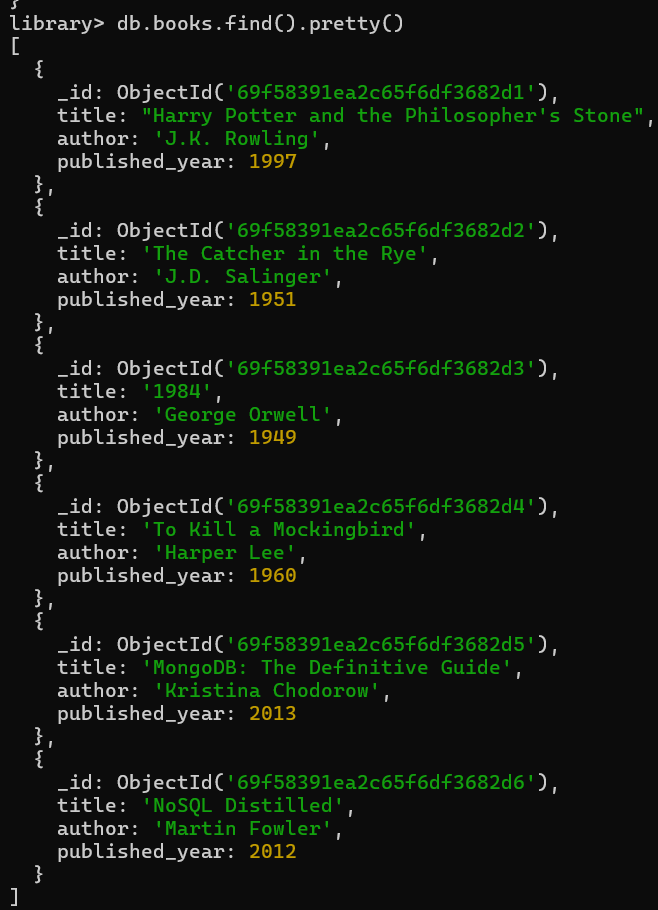 }
library> db.books.find().pretty()
[
  {
    _id: ObjectId('69f58391ea2c65f6df3682d1'),
    title: "Harry Potter and the Philosopher's Stone",
    author: 'J.K. Rowling',
    published_year: 1997
  },
  {
    _id: ObjectId('69f58391ea2c65f6df3682d2'),
    title: 'The Catcher in the Rye',
    author: 'J.D. Salinger',
    published_year: 1951
  },
  {
    _id: ObjectId('69f58391ea2c65f6df3682d3'),
    title: '1984',
    author: 'George Orwell',
    published_year: 1949
  },
  {
    _id: ObjectId('69f58391ea2c65f6df3682d4'),
    title: 'To Kill a Mockingbird',
    author: 'Harper Lee',
    published_year: 1960
  },
  {
    _id: ObjectId('69f58391ea2c65f6df3682d5'),
    title: 'MongoDB: The Definitive Guide',
    author: 'Kristina Chodorow',
    published_year: 2013
  },
  {
    _id: ObjectId('69f58391ea2c65f6df3682d6'),
    title: 'NoSQL Distilled',
    author: 'Martin Fowler',
    published_year: 2012
  }
]